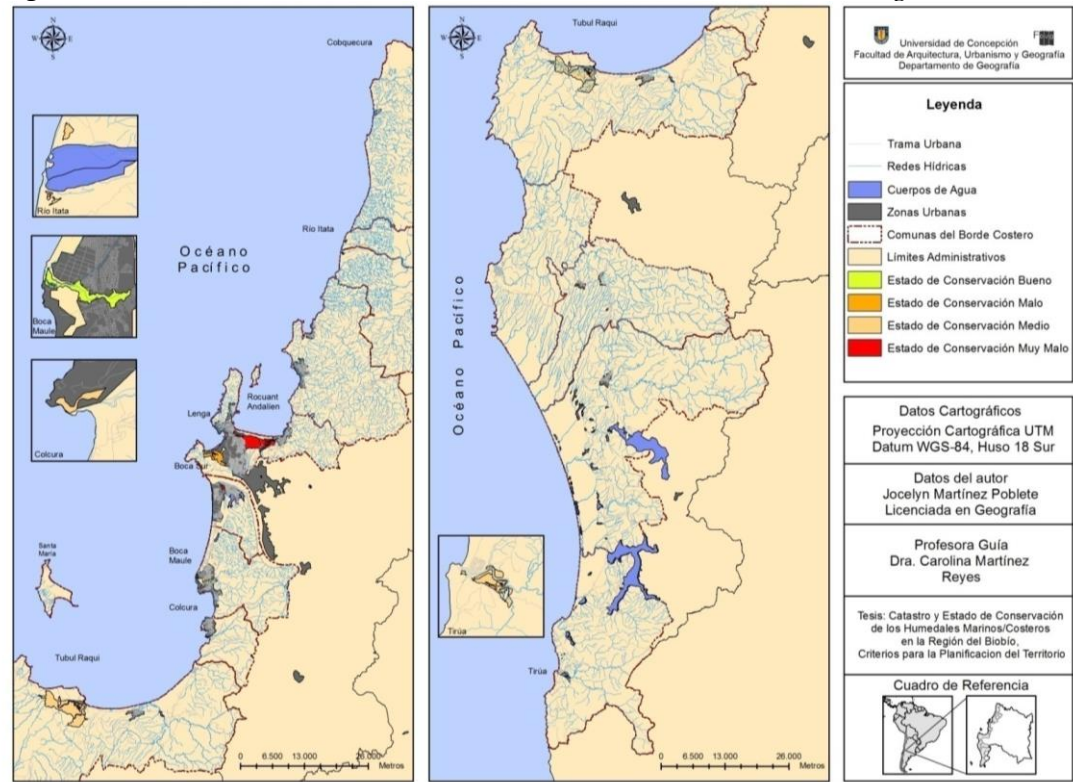 N
W E
S
Cobquecura
Río Itata
Río Itata
Océano
Pacífico
Boca
Maule
Rocuant
Andalien
Lenga
Boca Sur
Colcura
Santa
María
Boca
Maule
Colcura
Tubul Raqui
0 6.500 13.000 26.000
Metros
N
W E
S
Tubul Raqui
Océano Pacífico
Tirúa
Tirúa
0 6.500 13.000 26.000
Metros
Universidad de Concepción
Facultad de Arquitectura, Urbanismo y Geografía
Departamento de Geografía
Leyenda
Trama Urbana
Redes Hídricas
Cuerpos de Agua
Zonas Urbanas
Comunas del Borde Costero
Límites Administrativos
Estado de Conservación Bueno
Estado de Conservación Malo
Estado de Conservación Medio
Estado de Conservación Muy Malo
Datos Cartográficos
Proyección Cartográfica UTM
Datum WGS-84, Huso 18 Sur
Datos del autor
Jocelyn Martínez Poblete
Licenciada en Geografía
Profesora Guía
Dra. Carolina Martínez
Reyes
Tesis: Catastro y Estado de Conservación
de los Humedales Marinos/Costeros
en la Región del Biobío,
Criterios para la Planificacion del Territorio
Cuadro de Referencia